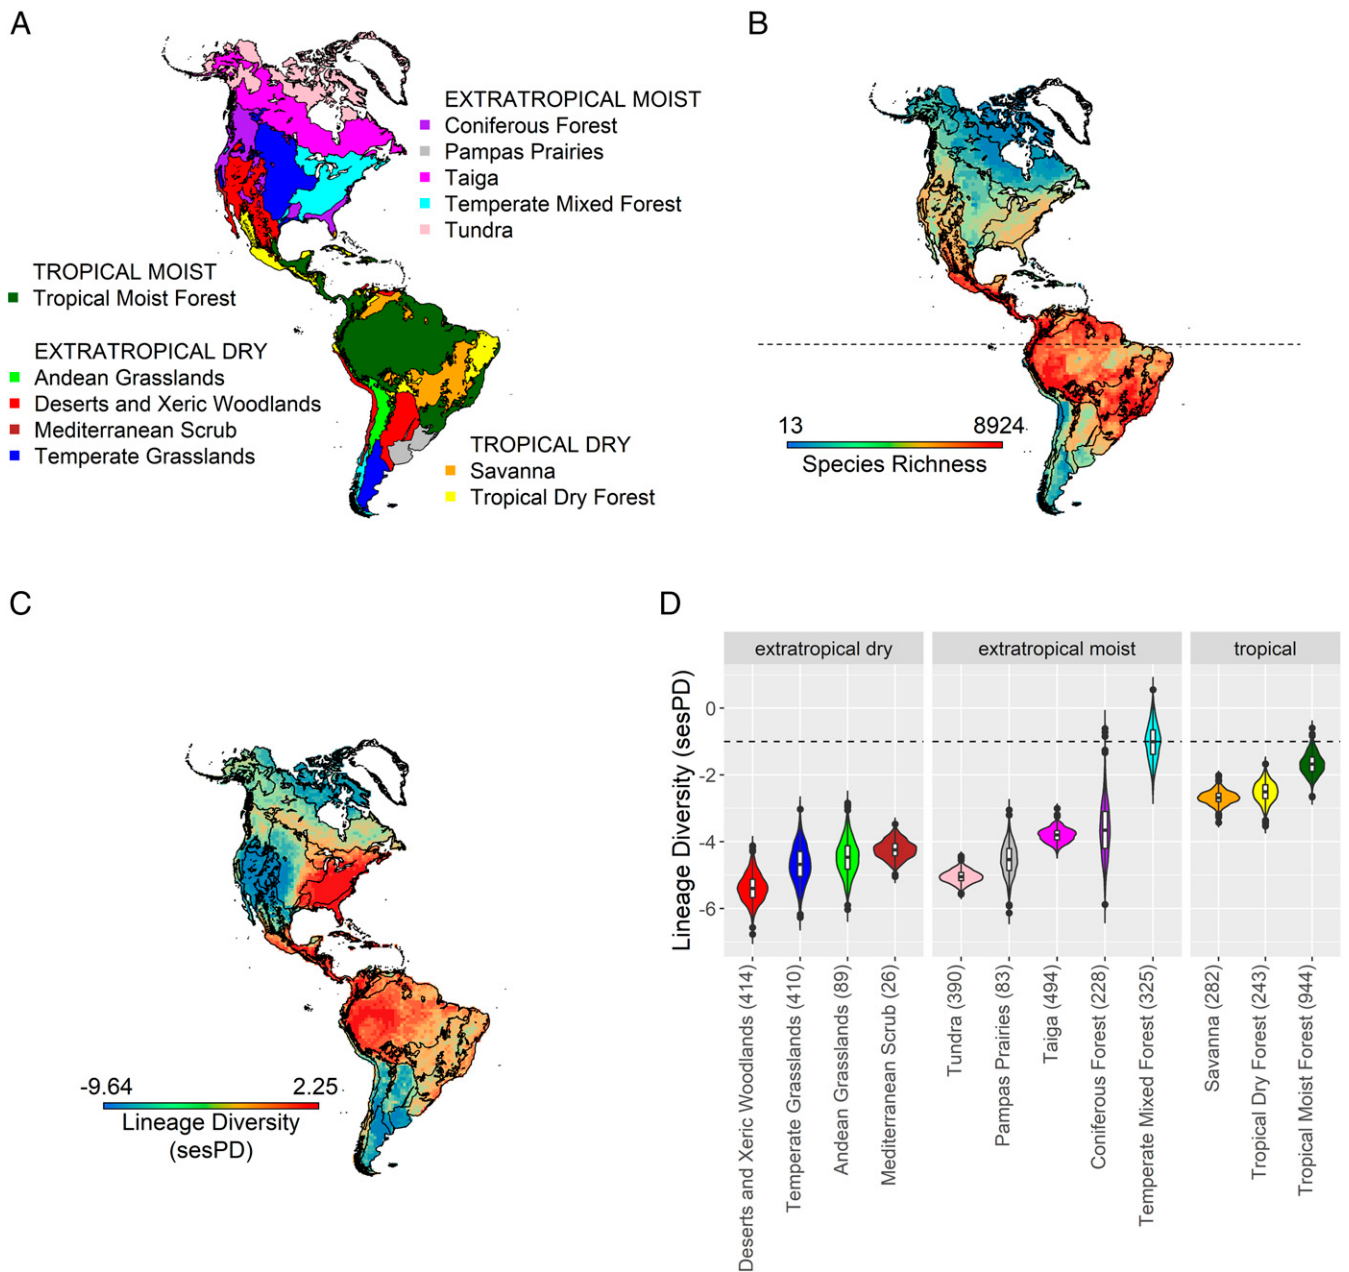 A
EXTRATROPICAL MOIST
Coniferous Forest
Pampas Prairies
Taiga
Temperate Mixed Forest
Tundra
TROPICAL MOIST
Tropical Moist Forest
EXTRATROPICAL DRY
Andean Grasslands
Deserts and Xeric Woodlands
Mediterranean Scrub
Temperate Grasslands
TROPICAL DRY
Savanna
Tropical Dry Forest
B
13 8924
Species Richness
C
-9.64 2.25
Lineage Diversity
(sesPD)
D
extratropical dry extratropical moist tropical
Lineage Diversity (sesPD)
0
-2
-4
-6
Deserts and Xeric Woodlands (414)
Temperate Grasslands (410)
Andean Grasslands (89)
Mediterranean Scrub (26)
Tundra (390)
Pampas Prairies (83)
Taiga (494)
Coniferous Forest (228)
Temperate Mixed Forest (325)
Savanna (282)
Tropical Dry Forest (243)
Tropical Moist Forest (944)